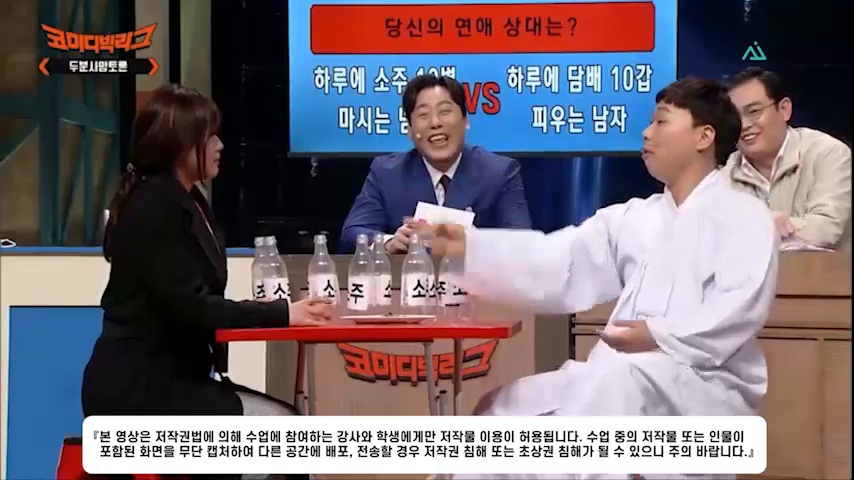 코미디빅리그
두분사망토론
당신의 연애 상대는?
하루에 소주
마시는
VS
하루에 담배 10갑
피우는 남자
소주
소주
주
소
소주
코미디빅리그
『본 영상은 저작권법에 의해 수업에 참여하는 강사와 학생에게만 저작물 이용이 허용됩니다. 수업 중의 저작물 또는 인물이
포함된 화면을 무단 캡처하여 다른 공간에 배포, 전송할 경우 저작권 침해 또는 초상권 침해가 될 수 있으니 주의 바랍니다.』